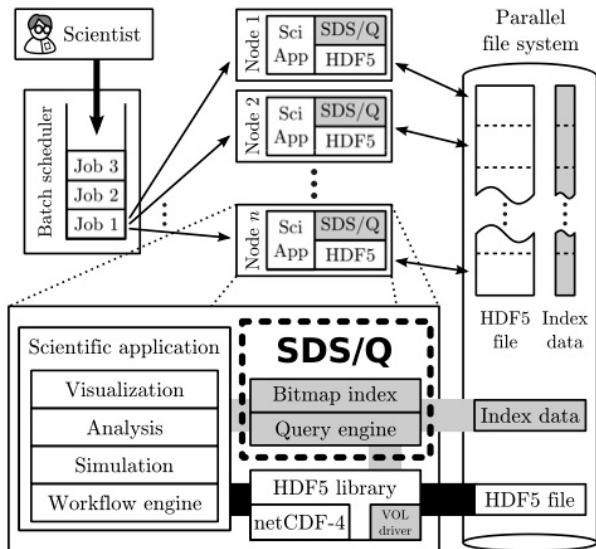 Scientist
Batch scheduler
Job 3
Job 2
Job 1
Node 1
Sci
App
SDS/Q
HDF5
Node 2
Sci
App
SDS/Q
HDF5
Node n
Sci
App
SDS/Q
HDF5
Parallel
file system
HDF5
file
Index
data
Scientific application
Visualization
Analysis
Simulation
Workflow engine
SDS/Q
Bitmap index
Query engine
HDF5 library
netCDF-4
VOL
driver
Index data
HDF5 file